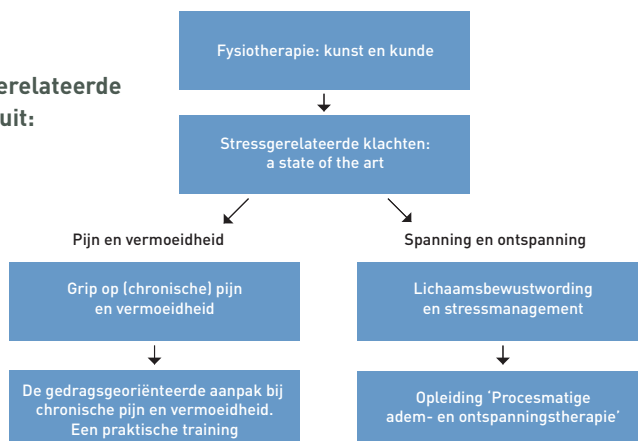 erelateerde
uit:
Fysiotherapie: kunst en kunde
Stressgerelateerde klachten:
a state of the art
Pijn en vermoeidheid
Spanning en ontspanning
Grip op (chronische) pijn
en vermoeidheid
Lichaamsbewustwording
en stressmanagement
De gedragsgeoriënteerde aanpak bij
chronische pijn en vermoeidheid.
Een praktische training
Opleiding ‘Procesmatige
adem- en ontspanningstherapie’